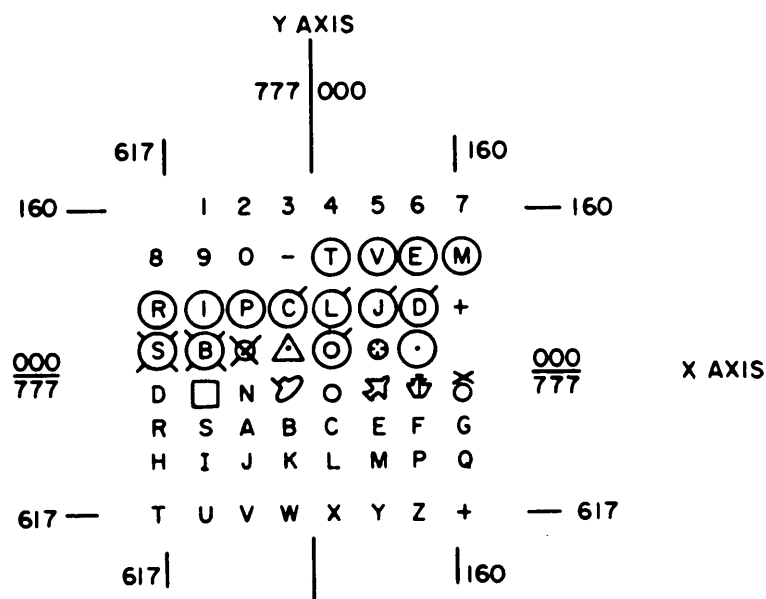 Y AXIS
777 000
617 160
160 1 2 3 4 5 6 7 160
8 9 0 - T V E M
R I P C L J D +
S B O
000 000
777 777 X AXIS
D N O
R S A B C E F G
H I J K L M P Q
617 T U V W X Y Z + 617
617 160